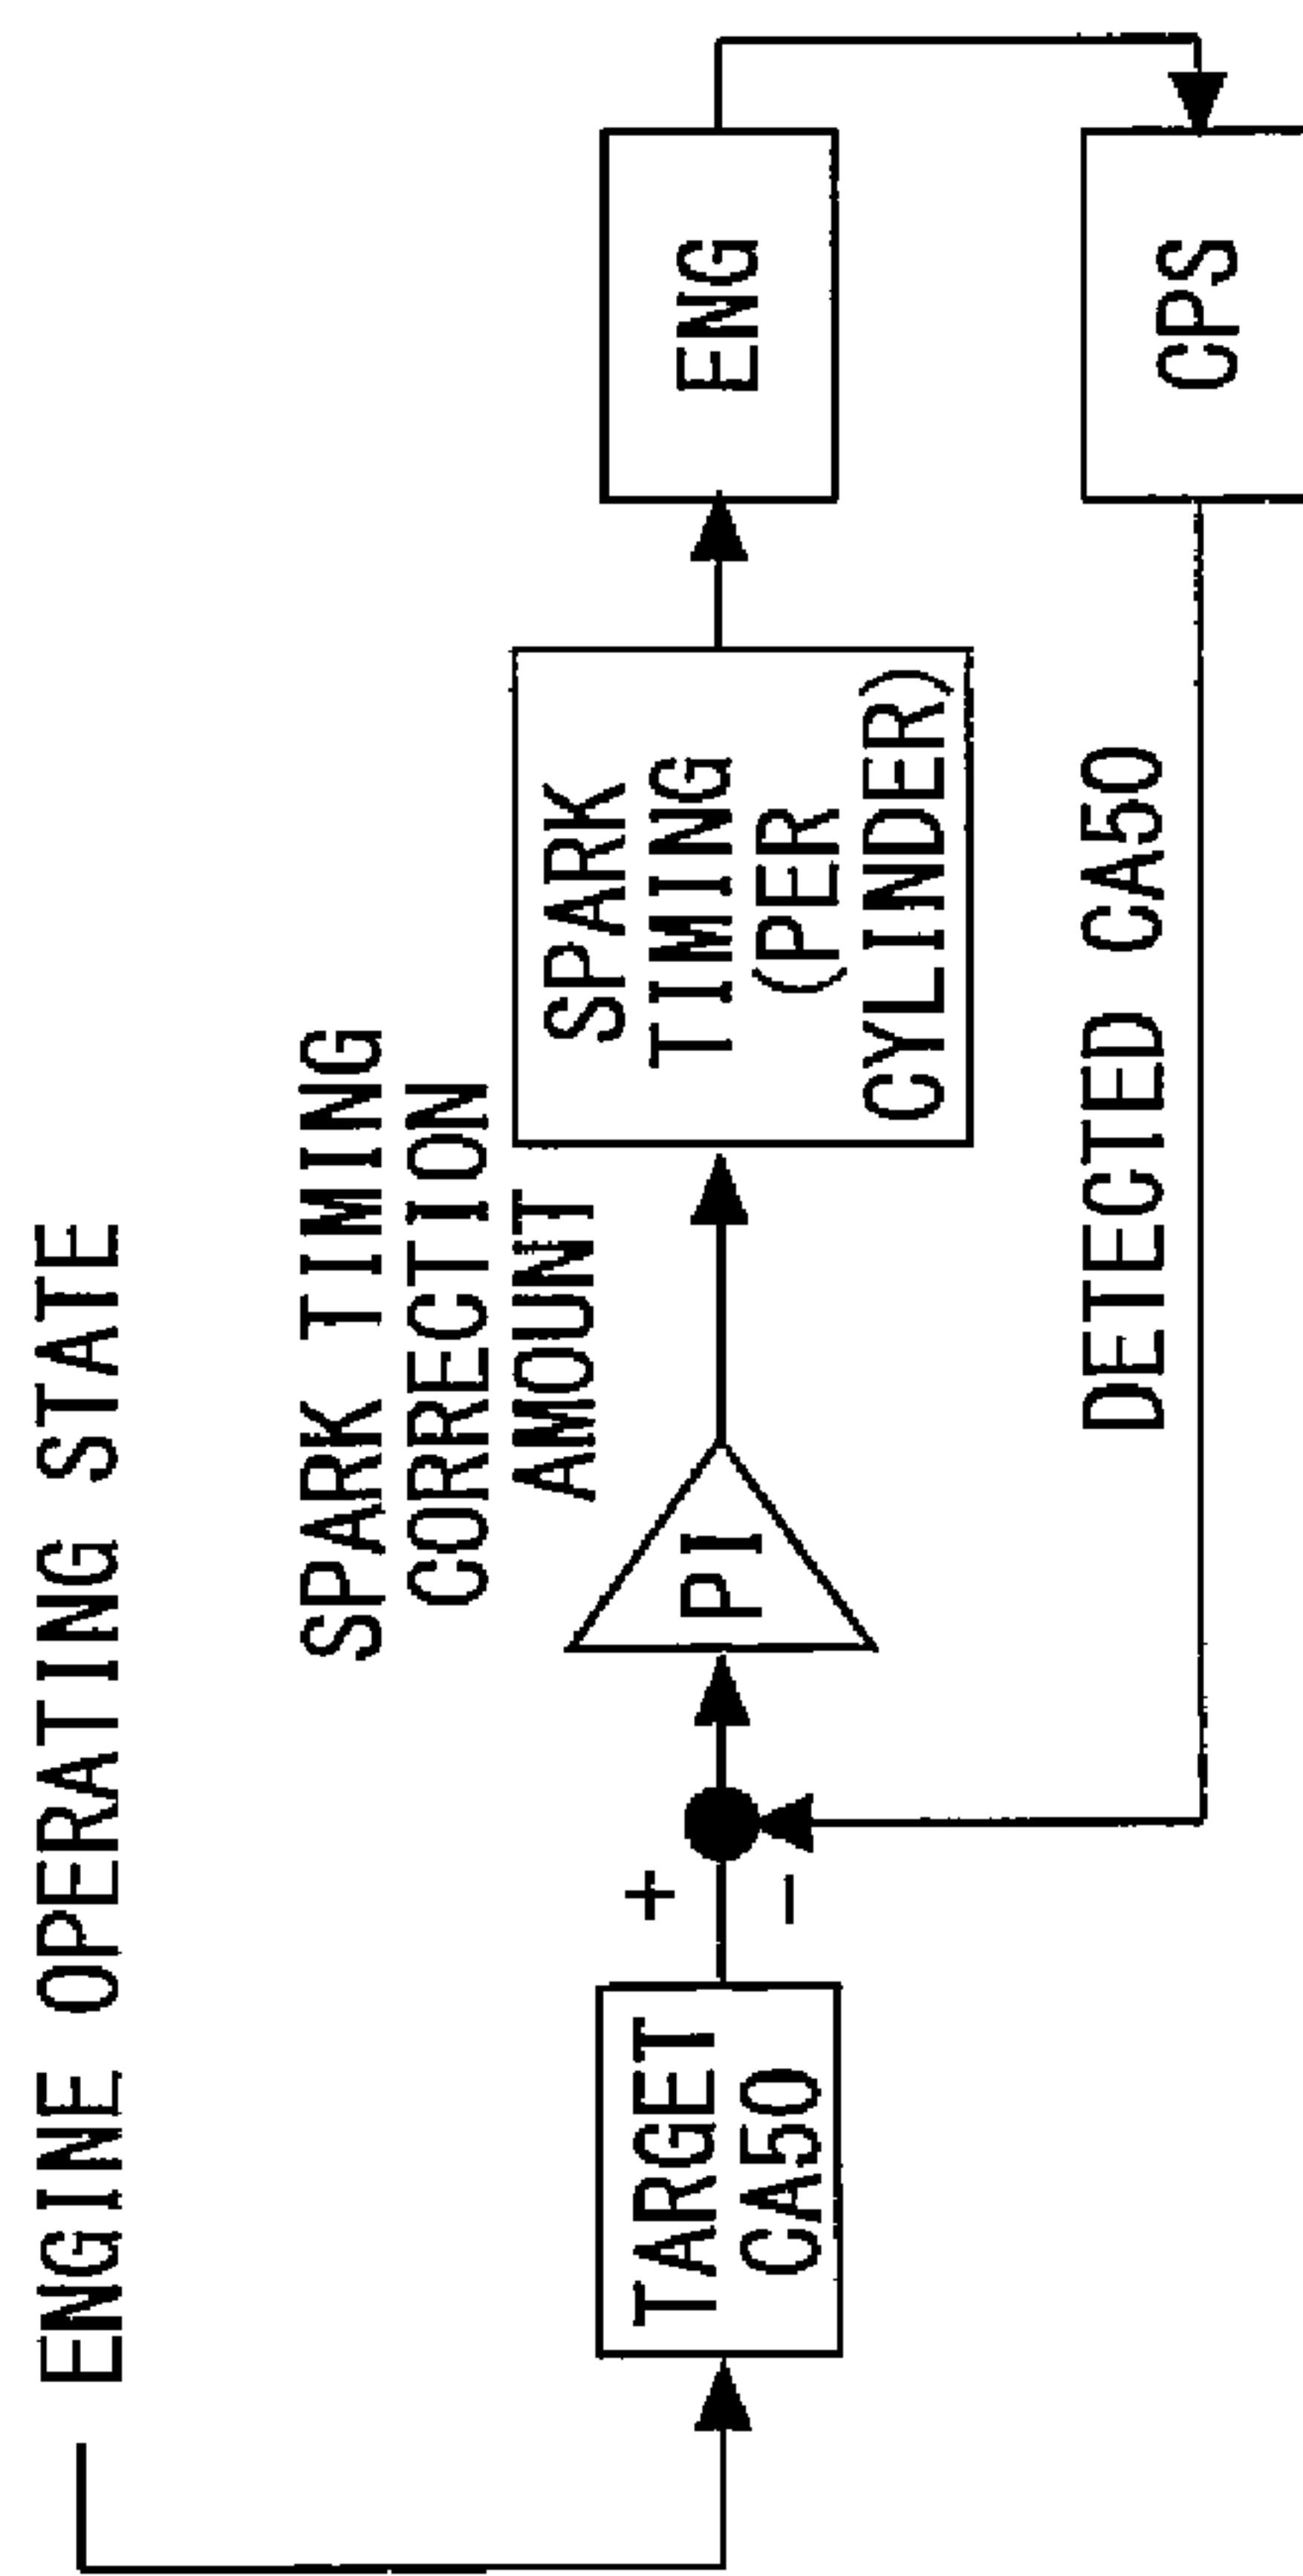 ENGINE OPERATING STATE
SPARK TIMING
CORRECTION
AMOUNT
TARGET
CA50
+
−
PI
SPARK
TIMING
(PER
CYLINDER)
ENG
DETECTED CA50
CPS